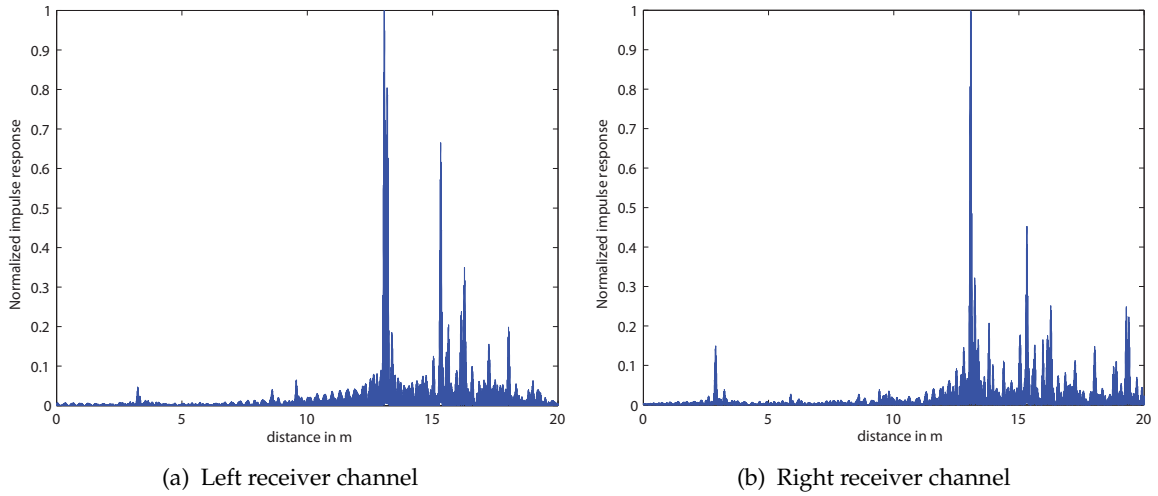 1
0.9
0.8
0.7
0.6
0.5
0.4
0.3
0.2
0.1
0
0 5 10 15 20
Normalized impulse response
distance in m
(a) Left receiver channel
1
0.9
0.8
0.7
0.6
0.5
0.4
0.3
0.2
0.1
0
0 5 10 15 20
Normalized impulse response
distance in m
(b) Right receiver channel